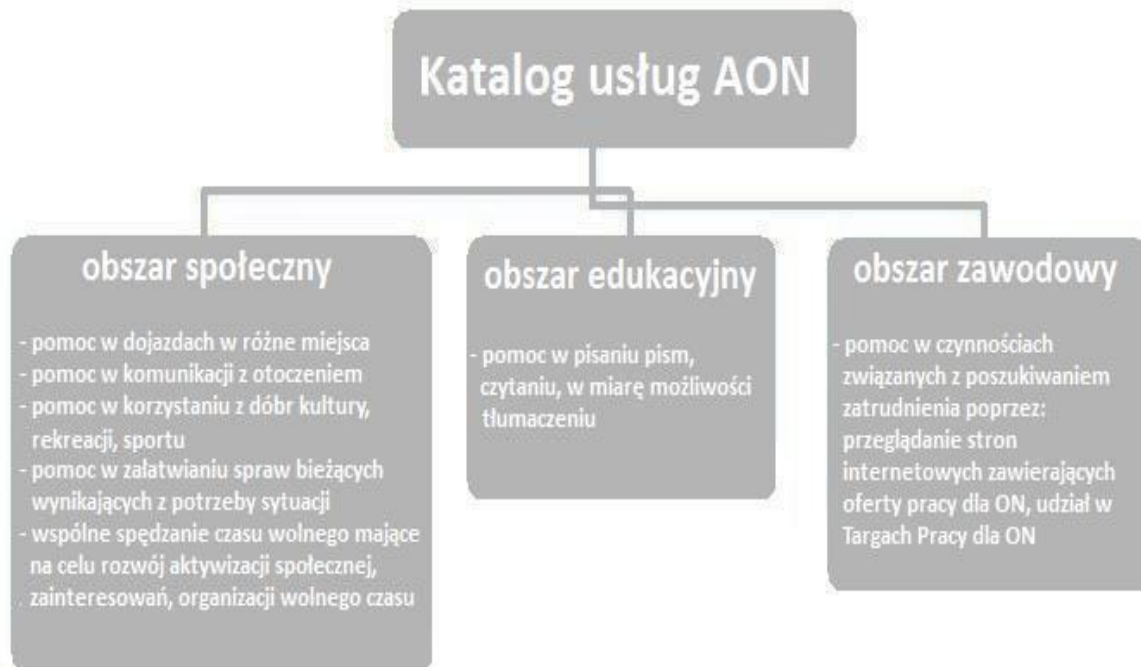 Katalog usług AON
obszar społeczny
- pomoc w dojazdach w różne miejsca
- pomoc w komunikacji z otoczeniem
- pomoc w korzystaniu z dóbr kultury,
rekreacji, sportu
- pomoc w załatwianiu spraw bieżących
wynikających z potrzeby sytuacji
- wspólne spędzanie czasu wolnego mające
na celu rozwój aktywizacji społecznej,
. zainteresowań, organizacji wolnego czasu
obszar edukacyjny
- pomoc w pisaniu pism,
czytaniu, w miarę możliwości
tłumaczeniu
obszar zawodowy
- pomoc w czynnościach
związanych z poszukiwaniem
zatrudnienia poprzez:
przeglądanie stron
internetowych zawierających
oferty pracy dla ON, udział w
Targach Pracy dla ON